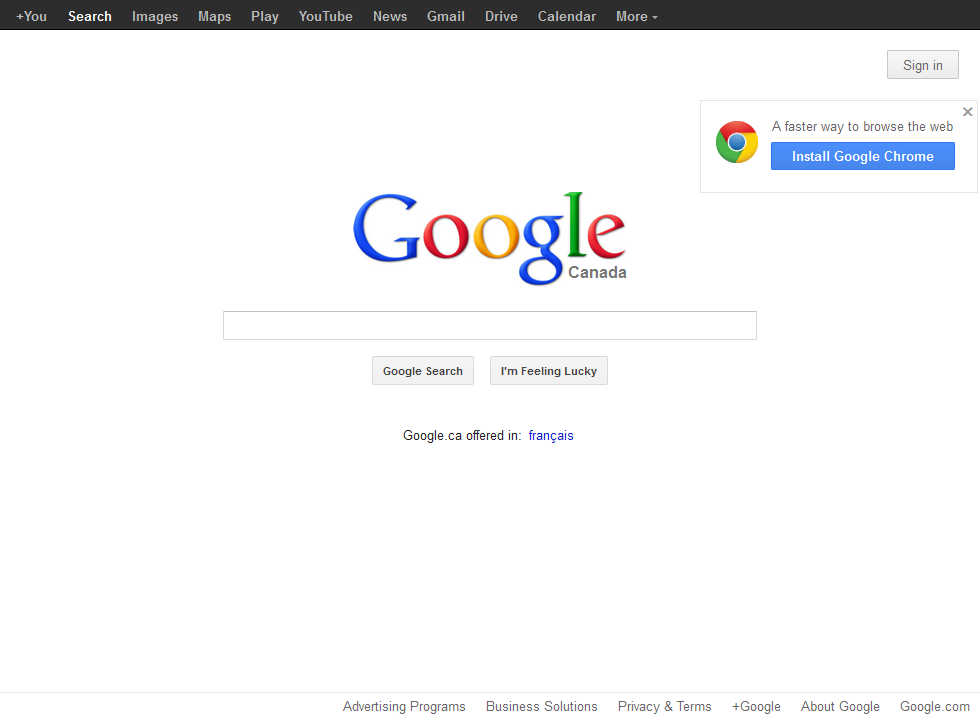 +You Search Images Maps Play YouTube News Gmail Drive Calendar More
Sign in
A faster way to browse the web
Install Google Chrome
Google
Canada
Google Search I'm Feeling Lucky
Google.ca offered in: français
Advertising Programs Business Solutions Privacy & Terms +Google About Google Google.com